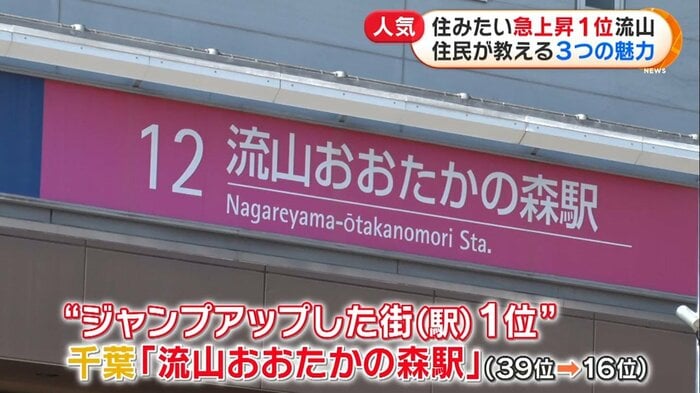 人気
住みたい急上昇1位流山
住民が教える3つの魅力
NEWS
12 流山おおたかの森駅
Nagareyama-ōtakanomori Sta.
“ジャンプアップした街(駅)1位”
千葉「流山おおたかの森駅」(39位→16位)